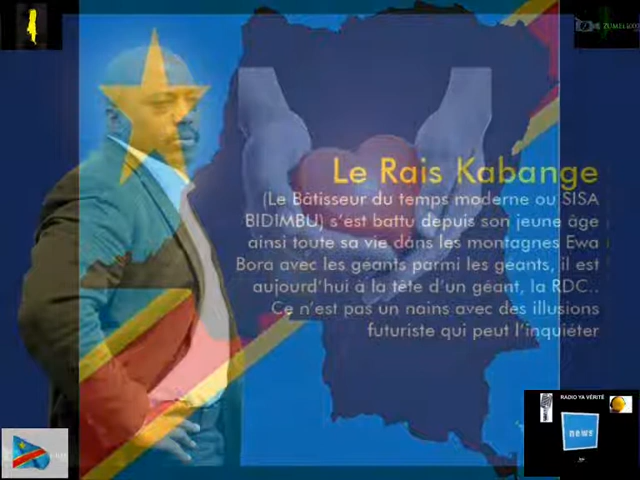 Le Rais Kabange
(Le Bâtisseur du temps moderne ou SISA
BIDIMBU) s'est battu depuis son jeune âge
ainsi toute sa vie dans les montagnes Ewa
Bora avec les géants parmi les géants, il est
aujourd'hui à la tête d'un géant, la RDC..
Ce n'est pas un nains avec des illusions
futuriste qui peut l'inquiéter
RADIO YA VÉRITÉ
news